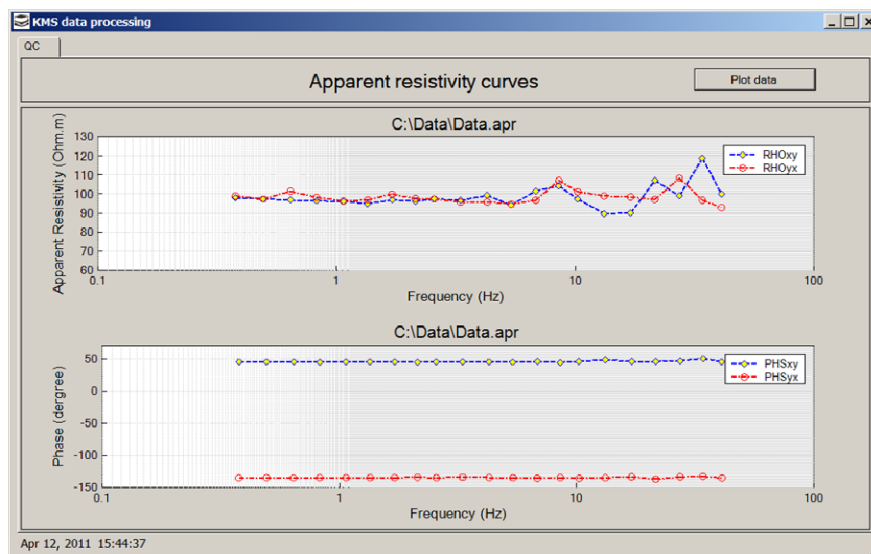 KMS data processing
QC
Apparent resistivity curves
Plot data
C:\Data\Data.apr
Apparent Resistivity (Ohm.m)
130
120
110
100
90
80
70
60
RHOxy
RHOyx
0.1 1 10 100
Frequency (Hz)
C:\Data\Data.apr
Phase (dergree)
50
0
-50
-100
-150
PHSxy
PHSyx
0.1 1 10 100
Frequency (Hz)
Apr 12, 2011 15:44:37